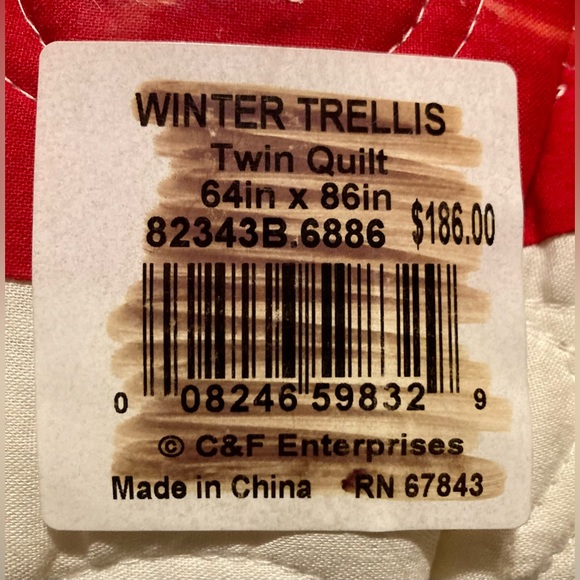 WINTER TRELLIS
Twin Quilt
64in x 86in
82343B.6886 $186.00
0 08246 59832 9
© C&F Enterprises
Made in China RN 67843